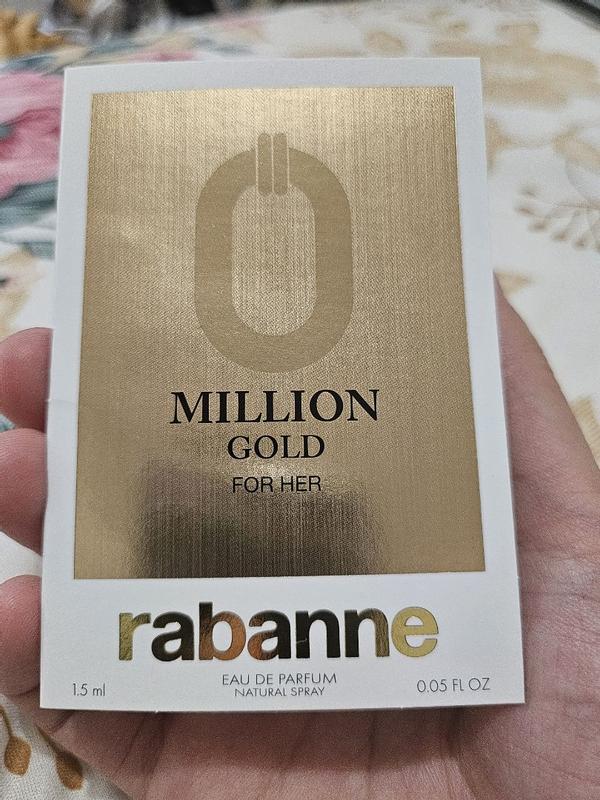 MILLION
GOLD
FOR HER
rabanne
EAU DE PARFUM
NATURAL SPRAY
1.5 ml
0.05 FL OZ